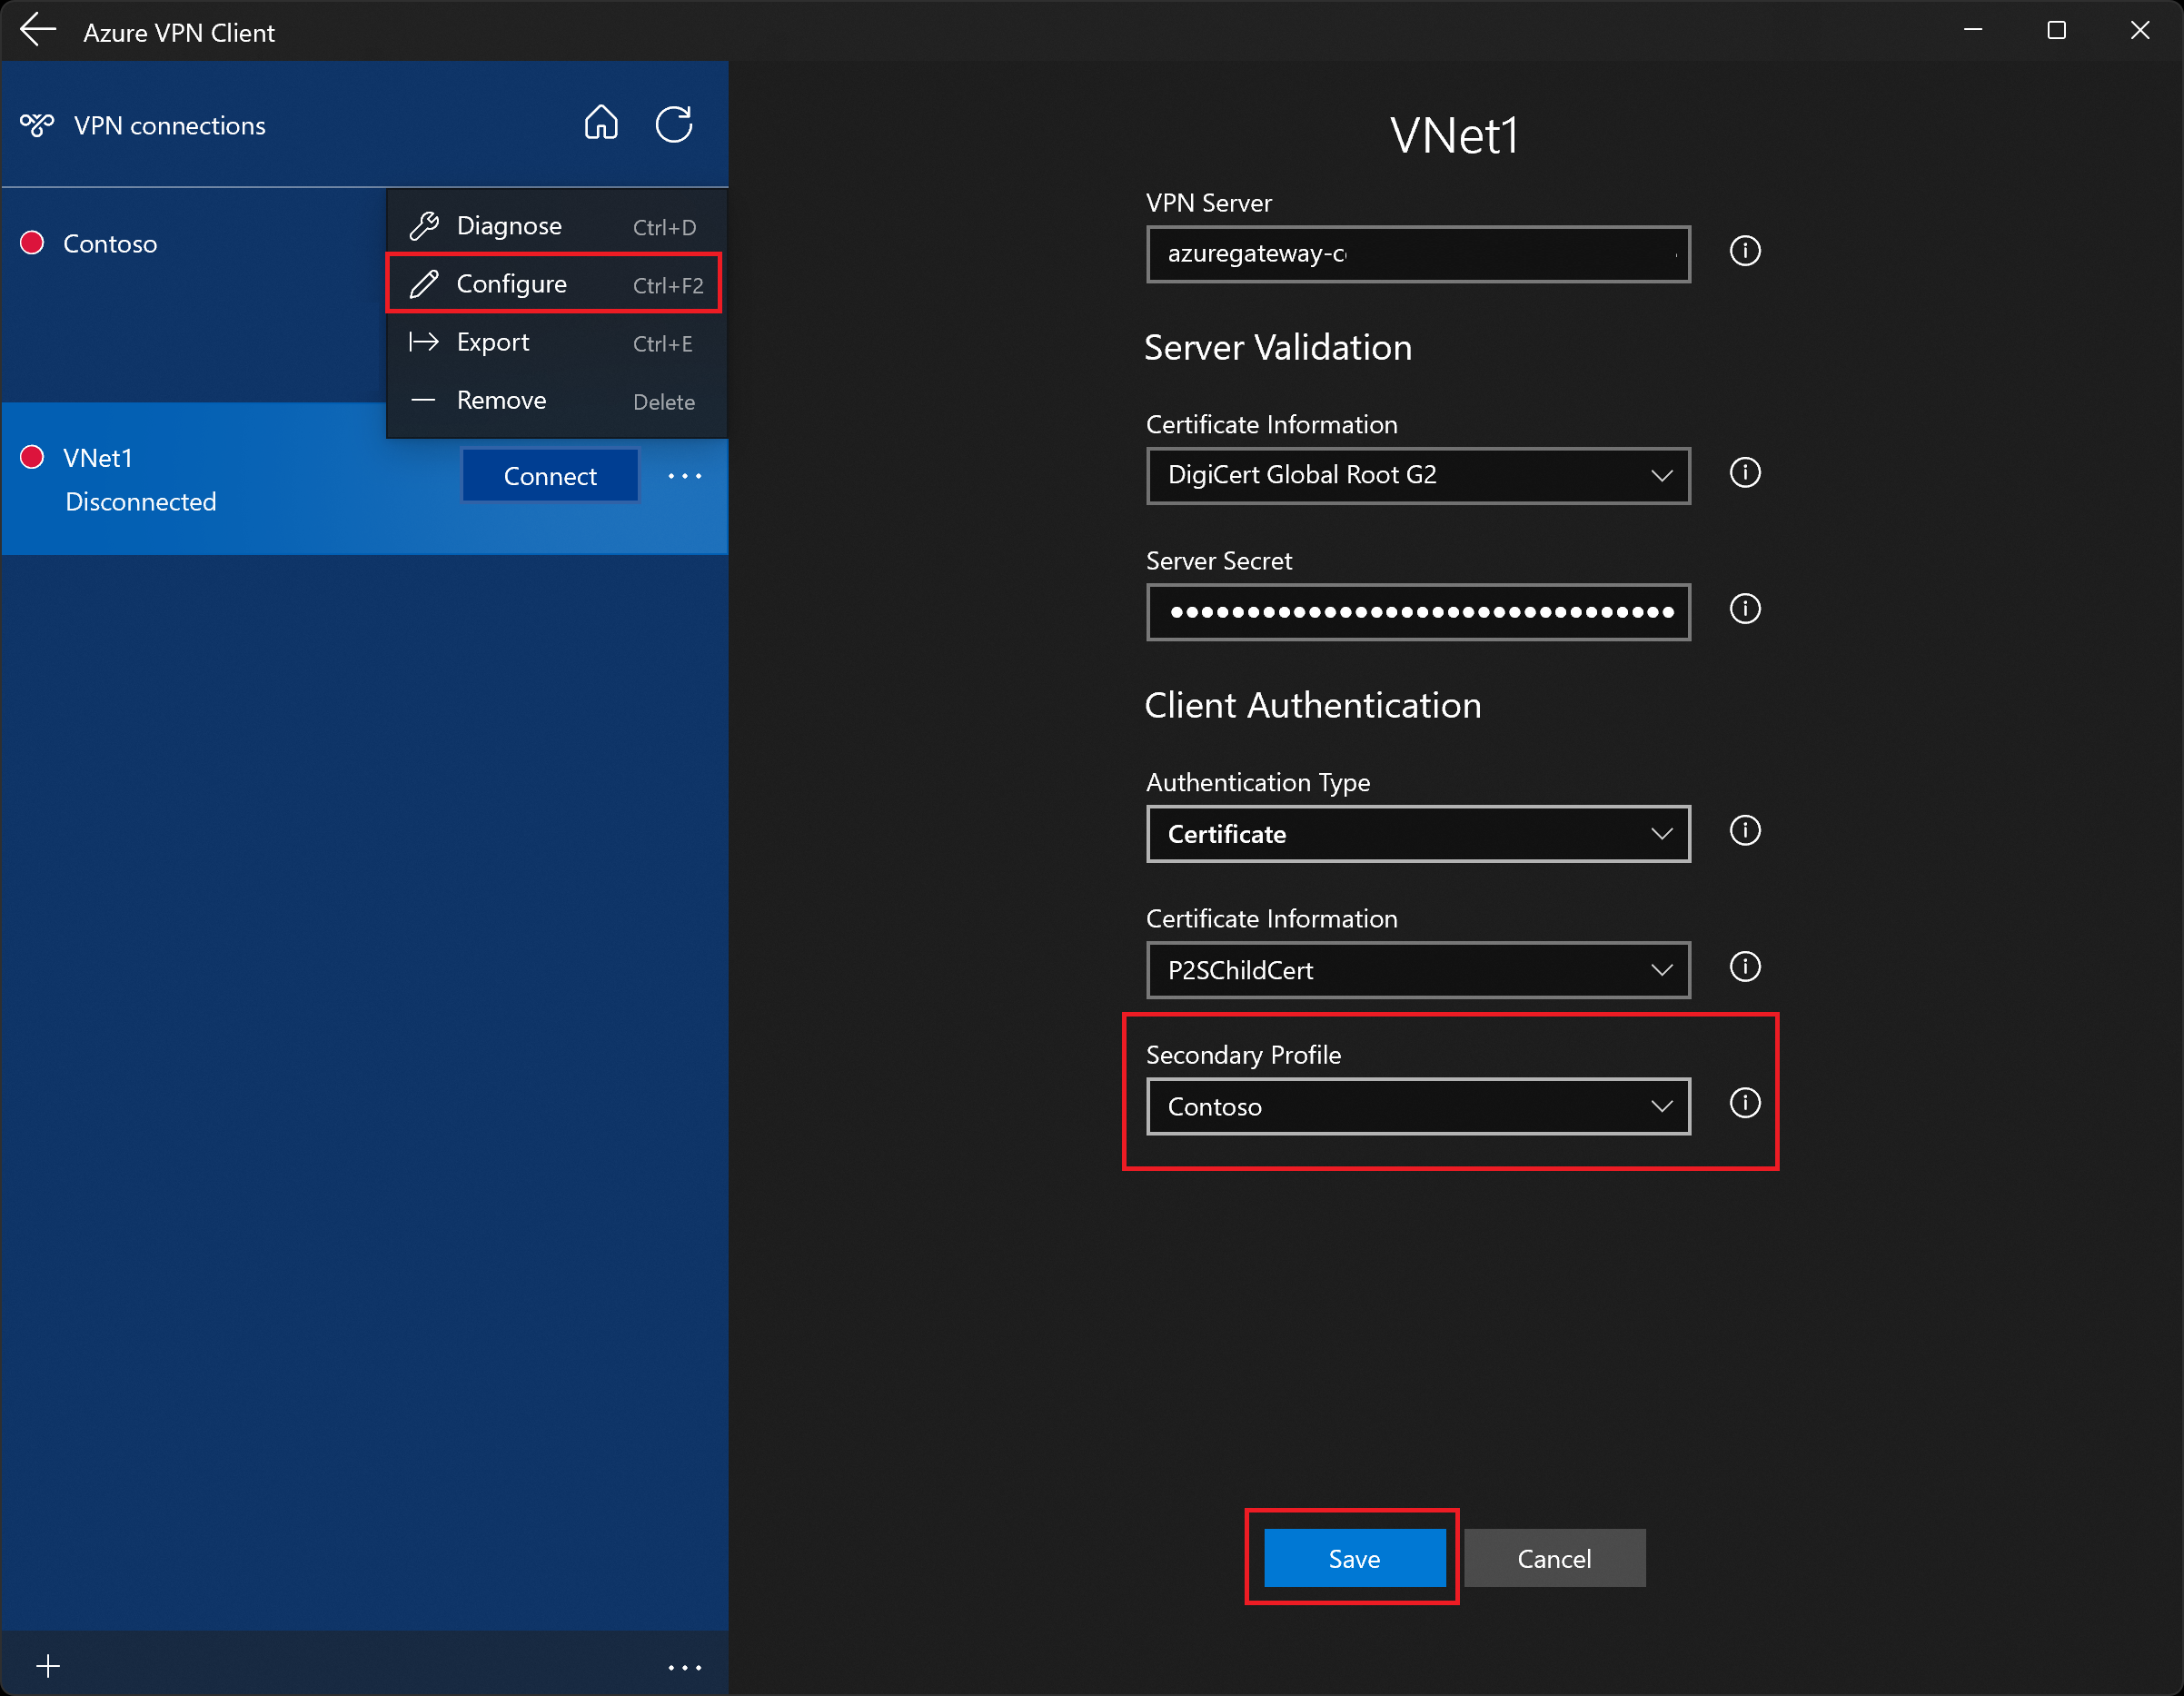 Azure VPN Client
VPN connections
Contoso
Diagnose Ctrl+D
Configure Ctrl+F2
Export Ctrl+E
Remove Delete
VNet1
Disconnected
Connect
VNet1
VPN Server
azuregateway-c
Server Validation
Certificate Information
DigiCert Global Root G2
Server Secret
●●●●●●●●●●●●●●●●●●●●●●●●●●●●●●●●●
Client Authentication
Authentication Type
Certificate
Certificate Information
P2SChildCert
Secondary Profile
Contoso
Save
Cancel